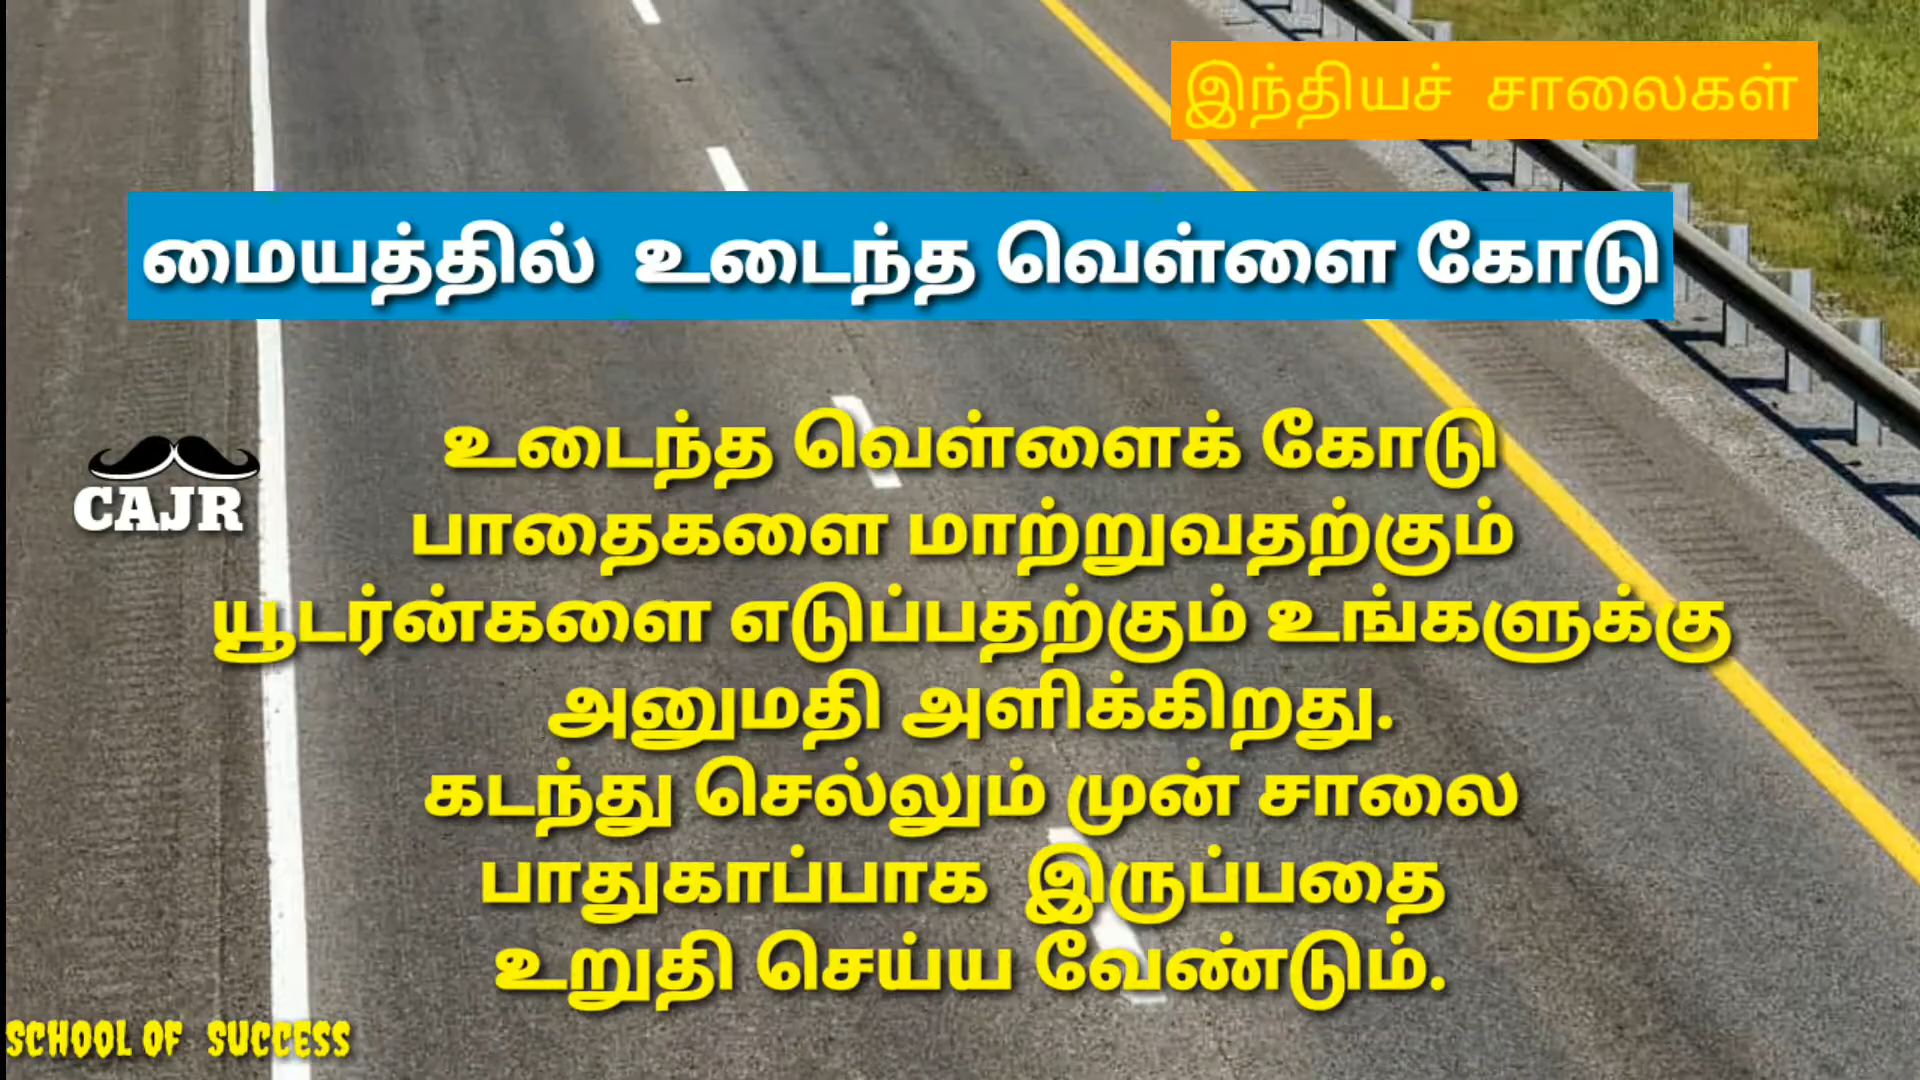 இந்தியச் சாலைகள்
மையத்தில் உடைந்த வெள்ளை கோடு
உடைந்த வெள்ளைக் கோடு
பாதைகளை மாற்றுவதற்கும்
யூடர்ன்களை எடுப்பதற்கும் உங்களுக்கு
அனுமதி அளிக்கிறது.
கடந்து செல்லும் முன் சாலை
பாதுகாப்பாக இருப்பதை
உறுதி செய்ய வேண்டும்.
CAJR
SCHOOL OF SUCCESS